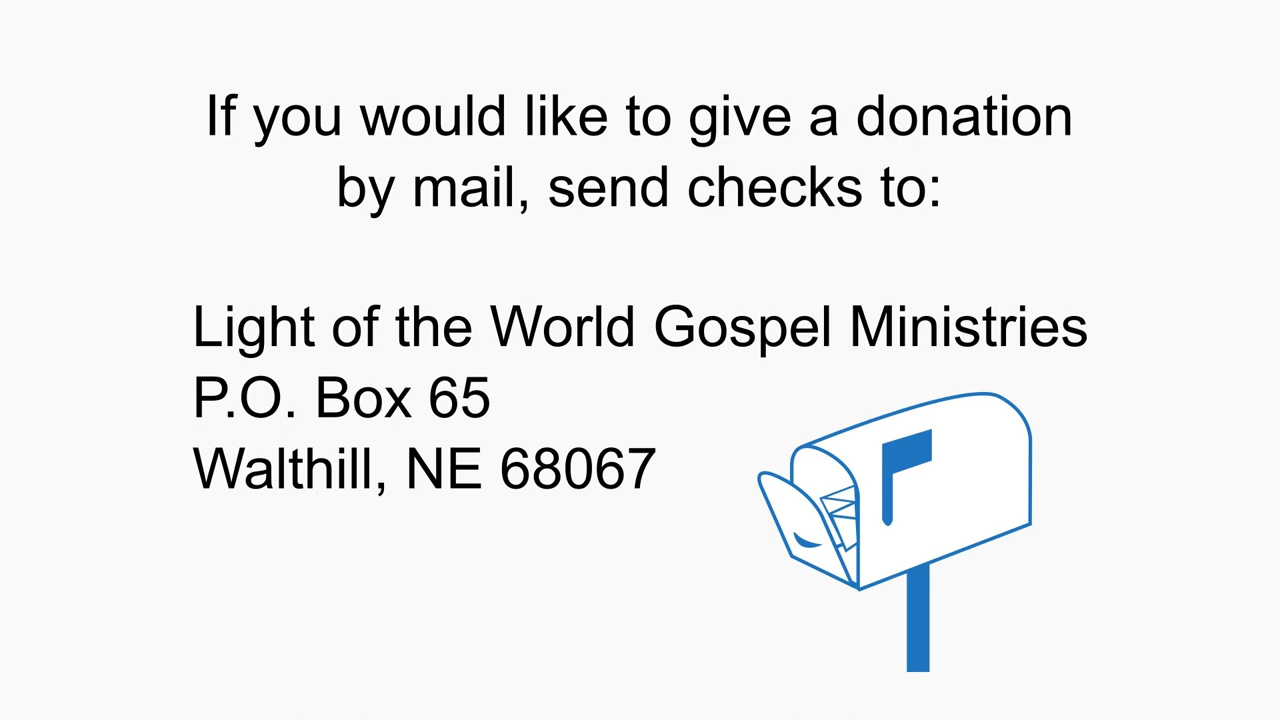 If you would like to give a donation
by mail, send checks to:
Light of the World Gospel Ministries
P.O. Box 65
Walthill, NE 68067